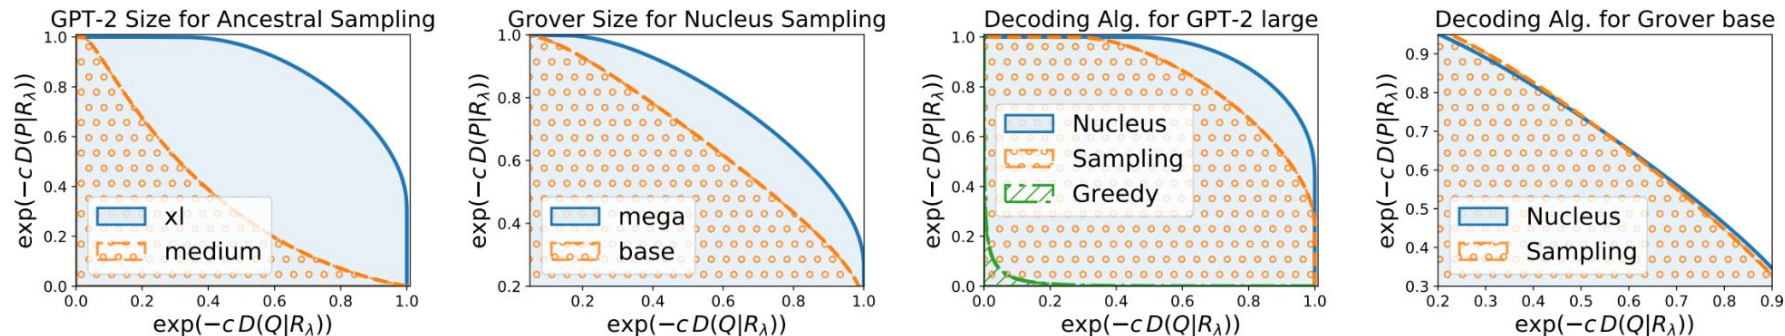 GPT-2 Size for Ancestral Sampling
exp(−c D(P|Rλ))
1.0
0.8
0.6
0.4
0.2
0.0
xl
medium
0.0 0.2 0.4 0.6 0.8 1.0
exp(−c D(Q|Rλ))
Grover Size for Nucleus Sampling
exp(−c D(P|Rλ))
1.0
0.8
0.6
0.4
0.2
mega
base
0.2 0.4 0.6 0.8 1.0
exp(−c D(Q|Rλ))
Decoding Alg. for GPT-2 large
exp(−c D(P|Rλ))
1.0
0.8
0.6
0.4
0.2
0.0
Nucleus
Sampling
Greedy
0.0 0.2 0.4 0.6 0.8 1.0
exp(−c D(Q|Rλ))
Decoding Alg. for Grover base
exp(−c D(P|Rλ))
0.9
0.8
0.7
0.6
0.5
0.4
0.3
Nucleus
Sampling
0.2 0.3 0.4 0.5 0.6 0.7 0.8 0.9
exp(−c D(Q|Rλ))